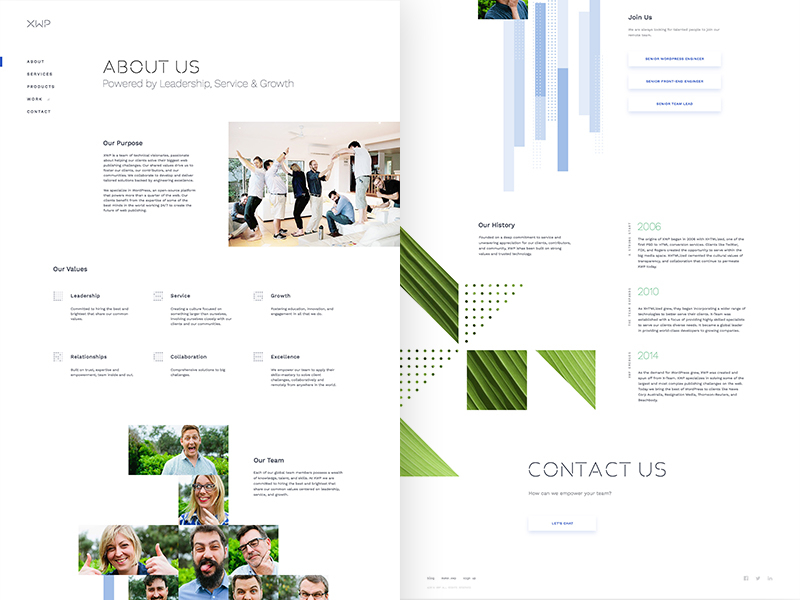 XWP
ABOUT
SERVICES
PRODUCTS
WORK
CONTACT
ABOUT US
Powered by Leadership, Service & Growth
Our Purpose
XWP is a team of technical visionaries, passionate
about helping our clients solve their biggest web
publishing challenges. Our shared values drive us to
foster our clients, our contributors, and our
communities. We collaborate to develop and deliver
tailored solutions backed by engineering excellence.
We specialize in WordPress, an open-source platform
that powers more than a quarter of the web. Our
clients benefit from the expertise of some of the
best minds in the world working 24/7 to create the
future of web publishing.
Our Values
Leadership
Committed to hiring the best and
brightest that share our common
values.
Service
Creating a culture focused on
something larger than ourselves,
involving ourselves closely with our
clients and our communities.
Growth
Fostering education, innovation, and
engagement in all that we do.
Relationships
Built on trust, expertise and
empowerment; team inside and out.
Collaboration
Comprehensive solutions to big
challenges.
Excellence
We empower our team to apply their
skills-mastery to solve client
challenges, collaboratively and
remotely from anywhere in the world.
Our Team
Each of our global team members possess a wealth
of knowledge, talent, and skills. At XWP we are
committed to hiring the best and brightest that
share our common values centered on leadership,
service, and growth.
Join Us
We are always looking for talented people to join our
remote team.
SENIOR WORDPRESS ENGINEER
SENIOR FRONT-END ENGINEER
SENIOR TEAM LEAD
Our History
Founded on a deep commitment to service and
unwavering appreciation for our clients, contributors,
and community, XWP has been built on strong
values and trusted technology.
2006
The origins of XWP began in 2006 with XHTMLized, one of the
first PSD to HTML conversion services. Clients like Twitter,
FOX, and Rogers created the opportunity to serve within the
big media space. XHTMLized cemented the cultural values of
transparency, and collaboration that continue to permeate
XWP today.
2010
As XHTMLized grew, they began incorporating a wider range of
technologies to better serve their clients. X-Team was
established with a focus of providing highly skilled specialists
to serve our clients diverse needs. It became a global leader
in providing world-class developers to growing companies.
2014
As the demand for WordPress grew, XWP was created and
spun off from X-Team. XWP specializes in solving some of the
largest and most complex publishing challenges on the web.
Today we bring the best of WordPress to clients like News
Corp Australia, Resignation Media, Thomson-Reuters, and
Beachbody.
CONTACT US
How can we empower your team?
LET'S CHAT
Blog
Sign up